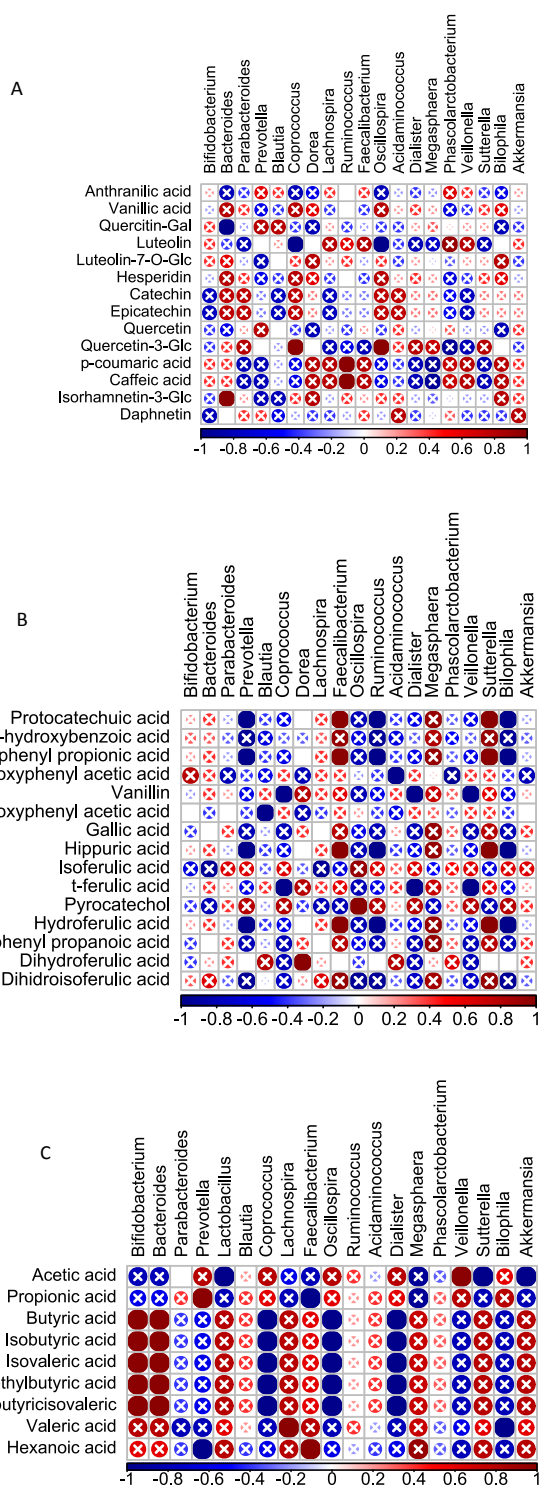 A
Bifidobacterium
Bacteroides
Parabacteroides
Prevotella
Blautia
Coprococcus
Dorea
Lachnospira
Ruminococcus
Faecalibacterium
Oscillospira
Acidaminococcus
Dialister
Megasphaera
Phascolarctobacterium
Veillonella
Sutterella
Bilophila
Akkermansia
Anthranilic acid
Vanillic acid
Quercitin-Gal
Luteolin
Luteolin-7-O-Glc
Hesperidin
Catechin
Epicatechin
Quercetin
Quercetin-3-Glc
p-coumaric acid
Caffeic acid
Isorhamnetin-3-Glc
Daphnetin
-1 -0.8 -0.6 -0.4 -0.2 0 0.2 0.4 0.6 0.8 1
B
Bifidobacterium
Bacteroides
Parabacteroides
Prevotella
Blautia
Coprococcus
Dorea
Lachnospira
Faecalibacterium
Oscillospira
Ruminococcus
Acidaminococcus
Dialister
Megasphaera
Phascolarctobacterium
Veilonella
Sutterella
Bilophila
Akkermansia
Protocatechuic acid
-hydroxybenzoic acid
phenyl propionic acid
oxyphenyl acetic acid
Vanillin
oxyphenyl acetic acid
Gallic acid
Hippuric acid
Isoferulic acid
t-ferulic acid
Pyrocatechol
Hydroferulic acid
phenyl propanoic acid
Dihydroferulic acid
Dihidroisoferulic acid
-1 -0.8 -0.6 -0.4 -0.2 0 0.2 0.4 0.6 0.8 1
C
Bifidobacterium
Bacteroides
Parabacteroides
Prevotella
Lactobacillus
Blautia
Coprococcus
Lachnospira
Faecalibacterium
Oscillospira
Ruminococcus
Acidaminococcus
Dialister
Megasphaera
Phascolarctobacterium
Veillonella
Sutterella
Bilophila
Akkermansia
Acetic acid
Propionic acid
Butyric acid
Isobutyric acid
Isovaleric acid
thylbutyric acid
butyricisovaleric
Valeric acid
Hexanoic acid
-1 -0.8 -0.6 -0.4 -0.2 0 0.2 0.4 0.6 0.8 1